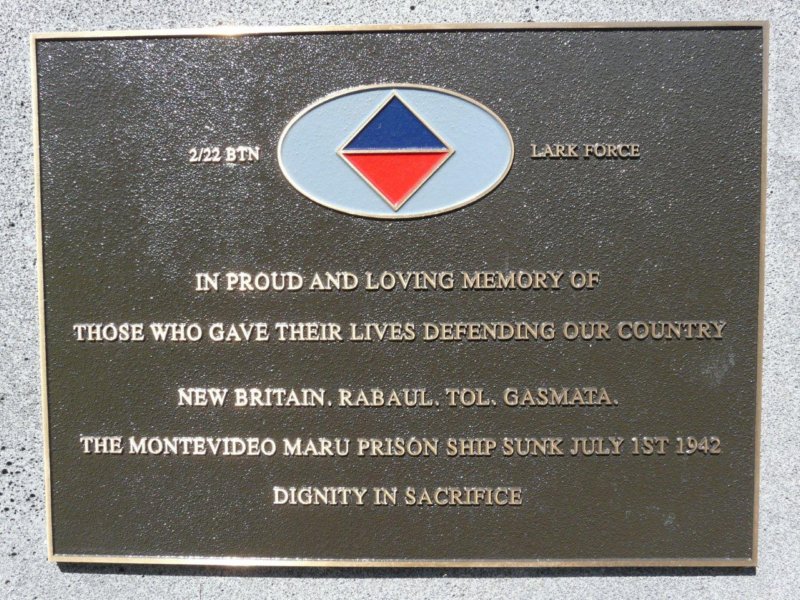 2/22 BTN LARK FORCE
IN PROUD AND LOVING MEMORY OF
THOSE WHO GAVE THEIR LIVES DEFENDING OUR COUNTRY
NEW BRITAIN. RABAUL. TOL. GASMATA.
THE MONTEVIDEO MARU PRISON SHIP SUNK JULY 1ST 1942
DIGNITY IN SACRIFICE